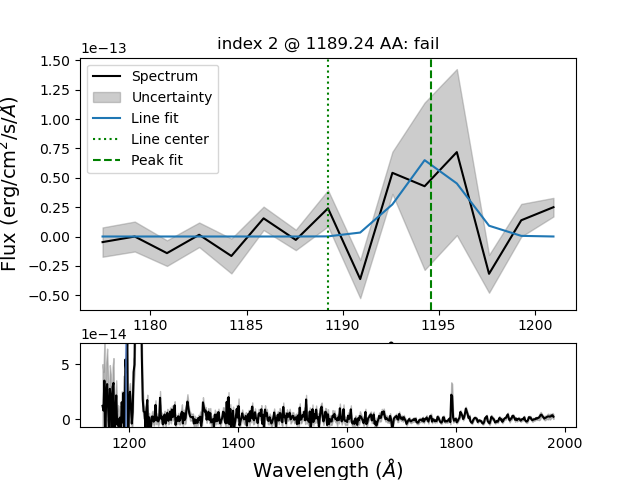 index 2 @ 1189.24 AA: fail
1e−13
1.50
1.25
1.00
0.75
0.50
0.25
0.00
−0.25
−0.50
Flux (erg/cm²/s/Å)
Spectrum
Uncertainty
Line fit
Line center
Peak fit
1180 1185 1190 1195 1200
1e−14
5
0
1200 1400 1600 1800 2000
Wavelength (Å)